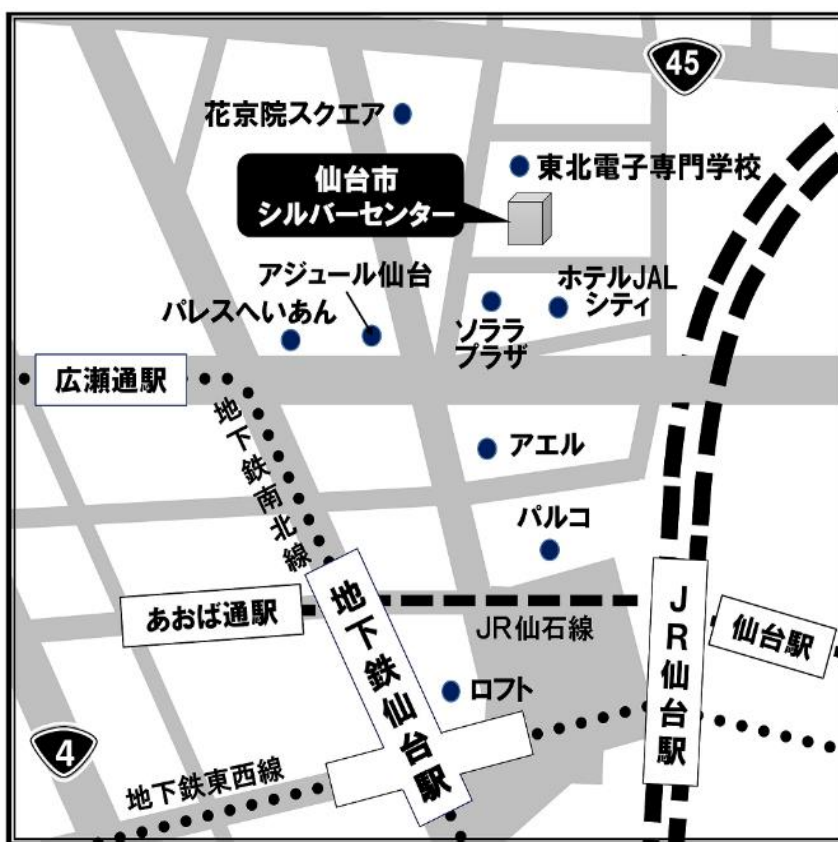 45
花京院スクエア
東北電子専門学校
仙台市
シルバーセンター
アジュール仙台
ホテルJAL
シティ
パレスへいあん
ソララ
プラザ
広瀬通駅
地下鉄南北線
アエル
パルコ
あおば通駅
地下鉄仙台駅
JR仙石線
JR仙台駅
仙台駅
ロフト
4
地下鉄東西線